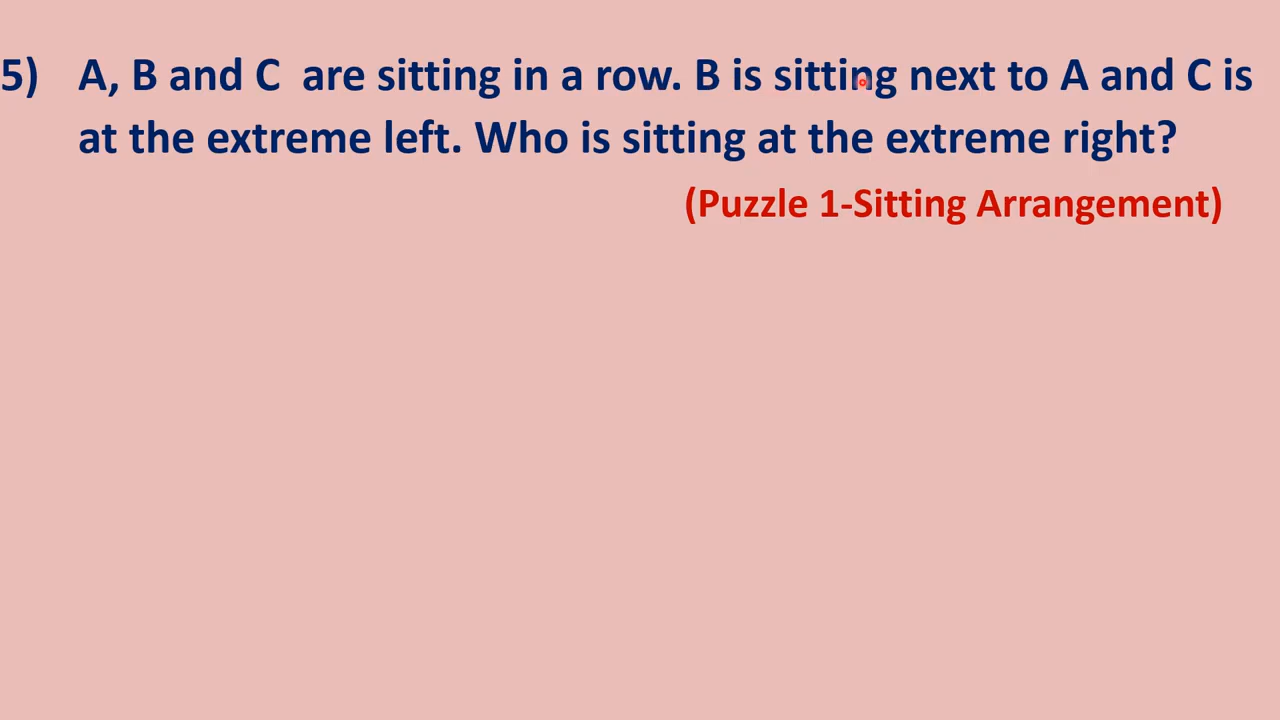 5) A, B and C are sitting in a row. B is sitting next to A and C is
at the extreme left. Who is sitting at the extreme right?
(Puzzle 1-Sitting Arrangement)